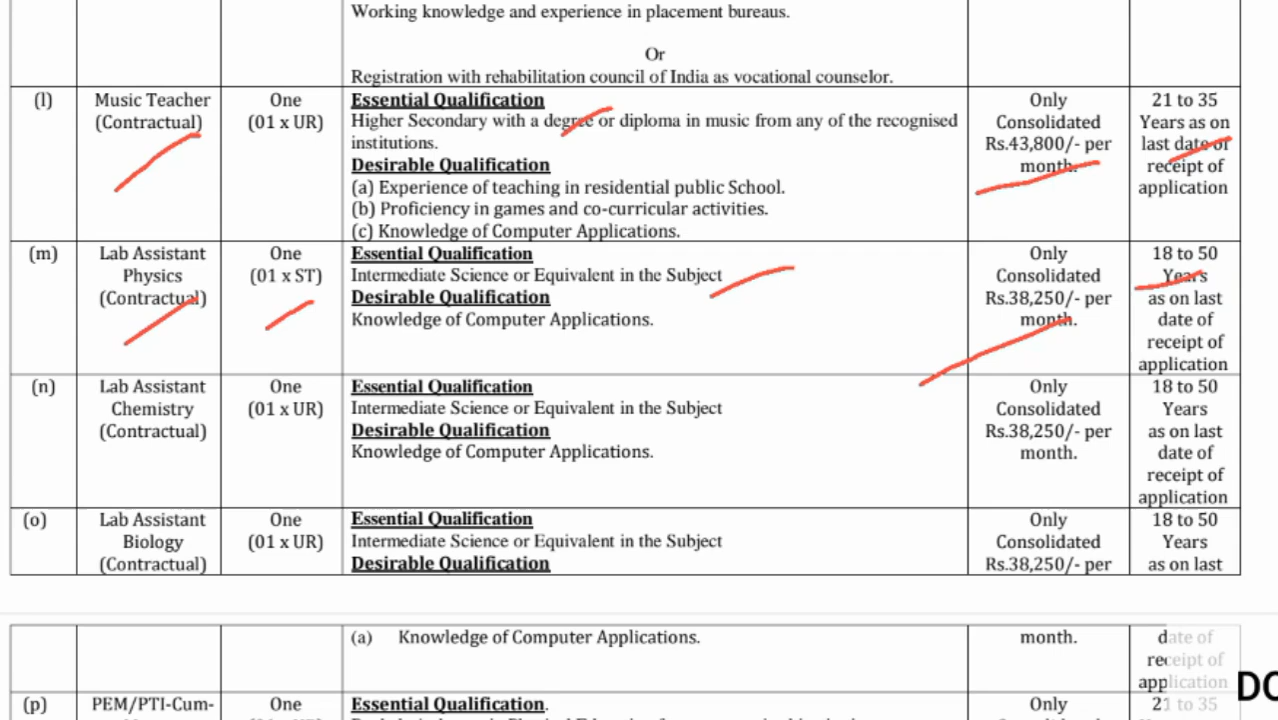 Working knowledge and experience in placement bureaus.
Or
Registration with rehabilitation council of India as vocational counselor.
(l)
Music Teacher
(Contractual)
One
(01 x UR)
Essential Qualification
Higher Secondary with a degree or diploma in music from any of the recognised
institutions.
Desirable Qualification
(a) Experience of teaching in residential public School.
(b) Proficiency in games and co-curricular activities.
(c) Knowledge of Computer Applications.
Only
Consolidated
Rs.43,800/- per
month.
21 to 35
Years as on
last date of
receipt of
application
(m)
Lab Assistant
Physics
(Contractual)
One
(01 x ST)
Essential Qualification
Intermediate Science or Equivalent in the Subject
Desirable Qualification
Knowledge of Computer Applications.
Only
Consolidated
Rs.38,250/- per
month.
18 to 50
Years
as on last
date of
receipt of
application
(n)
Lab Assistant
Chemistry
(Contractual)
One
(01 x UR)
Essential Qualification
Intermediate Science or Equivalent in the Subject
Desirable Qualification
Knowledge of Computer Applications.
Only
Consolidated
Rs.38,250/- per
month.
18 to 50
Years
as on last
date of
receipt of
application
(o)
Lab Assistant
Biology
(Contractual)
One
(01 x UR)
Essential Qualification
Intermediate Science or Equivalent in the Subject
Desirable Qualification
Only
Consolidated
Rs.38,250/- per
18 to 50
Years
as on last
(a) Knowledge of Computer Applications.
month.
date of
receipt of
application
DO
(p)
PEM/PTI-Cum-
One
Essential Qualification.
Only
21 to 35